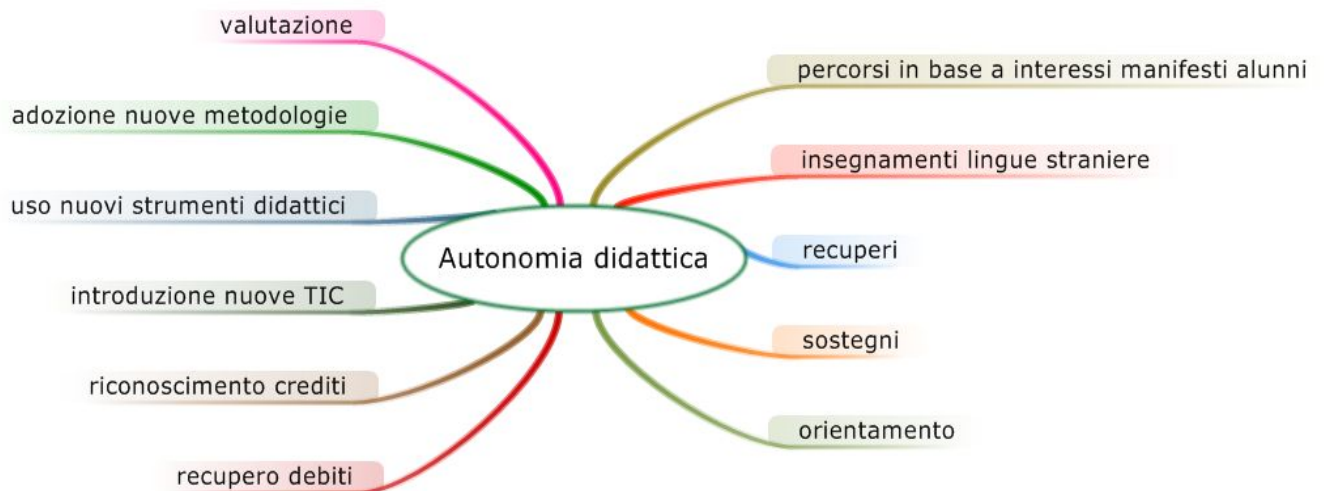 valutazione
percorsi in base a interessi manifesti alunni
adozione nuove metodologie
insegnamenti lingue straniere
uso nuovi strumenti didattici
Autonomia didattica
recuperi
introduzione nuove TIC
sostegni
riconoscimento crediti
orientamento
recupero debiti